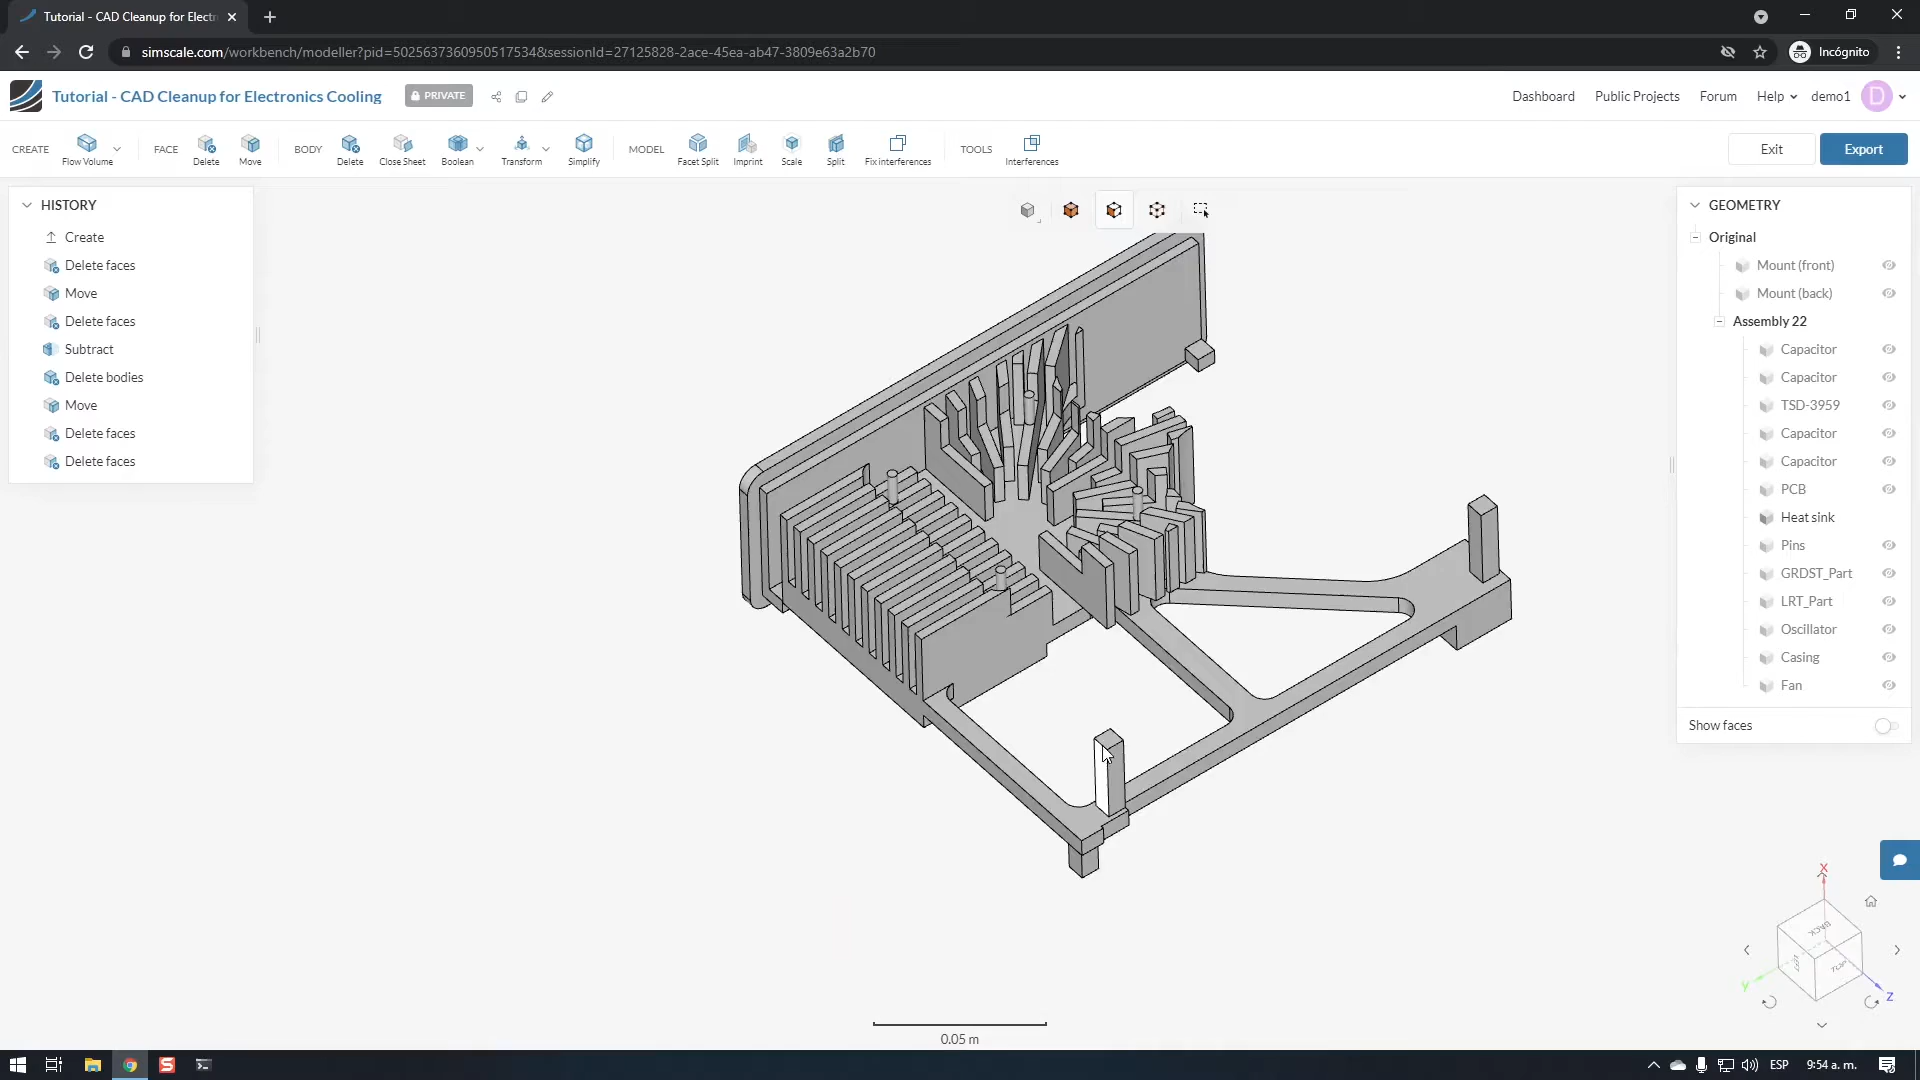 Tutorial - CAD Cleanup for Electr
simscale.com/workbench/modeller?pid=5025637360950517534&sessionId=27125828-2ace-45ea-ab47-3809e63a2b70
Incógnito
Tutorial - CAD Cleanup for Electronics Cooling
PRIVATE
Dashboard
Public Projects
Forum
Help
demo1
D
CREATE
Flow Volume
FACE
Delete
Move
BODY
Delete
Close Sheet
Boolean
Transform
Simplify
MODEL
Facet Split
Imprint
Scale
Split
Fix interferences
TOOLS
Interferences
Exit
Export
HISTORY
Create
Delete faces
Move
Delete faces
Subtract
Delete bodies
Move
Delete faces
Delete faces
GEOMETRY
Original
Mount (front)
Mount (back)
Assembly 22
Capacitor
Capacitor
TSD-3959
Capacitor
Capacitor
PCB
Heat sink
Pins
GRDST_Part
LRT_Part
Oscillator
Casing
Fan
Show faces
X
BACK
TOP
Y
Z
0.05 m
S
ESP
9:54 a. m.